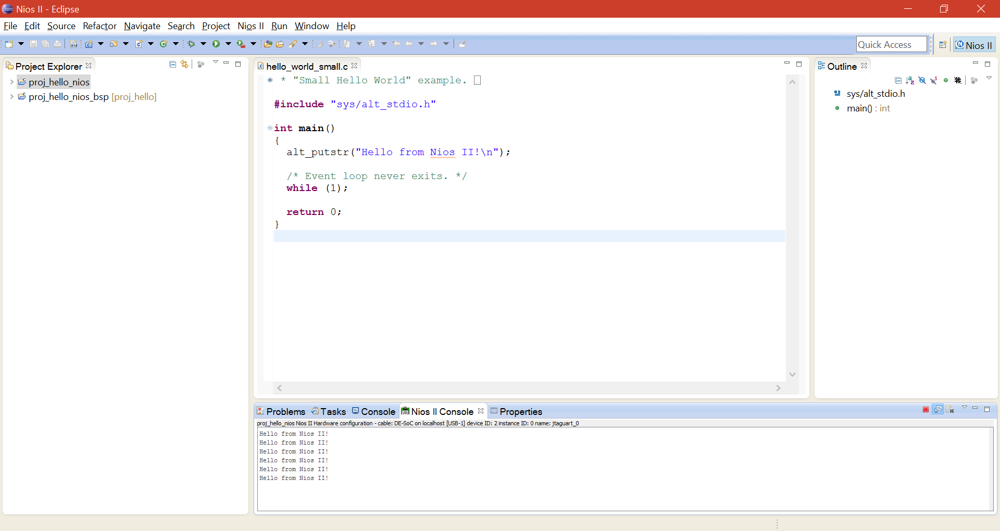 Nios II - Eclipse
File Edit Source Refactor Navigate Search Project Nios II Run Window Help
Quick Access
Nios II
Project Explorer
proj_hello_nios
proj_hello_nios_bsp [proj_hello]
hello_world_small.c
* "Small Hello World" example.
#include "sys/alt_stdio.h"
int main()
{
alt_putstr("Hello from Nios II!\n");
/* Event loop never exits. */
while (1);
return 0;
}
Outline
sys/alt_stdio.h
main() : int
Problems Tasks Console Nios II Console Properties
proj_hello_nios Nios II Hardware configuration - cable: DE-SoC on localhost [USB-1] device ID: 2 instance ID: 0 name: jtaguart_0
Hello from Nios II!
Hello from Nios II!
Hello from Nios II!
Hello from Nios II!
Hello from Nios II!
Hello from Nios II!